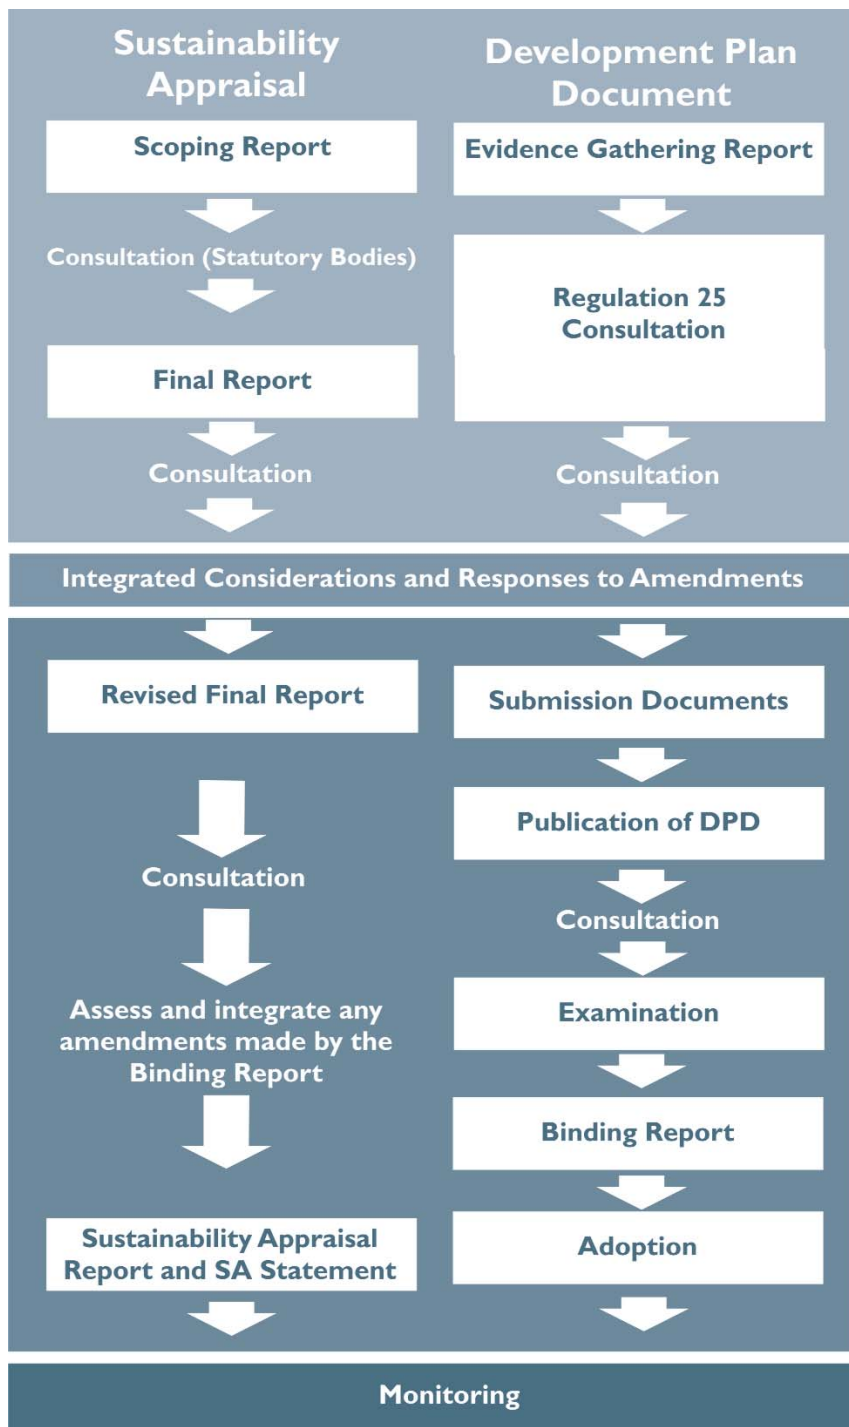 Sustainability
Appraisal
Scoping Report
Consultation (Statutory Bodies)
Final Report
Consultation
Development Plan
Document
Evidence Gathering Report
Regulation 25
Consultation
Consultation
Integrated Considerations and Responses to Amendments
Revised Final Report
Consultation
Assess and integrate any
amendments made by the
Binding Report
Sustainability Appraisal
Report and SA Statement
Submission Documents
Publication of DPD
Consultation
Examination
Binding Report
Adoption
Monitoring